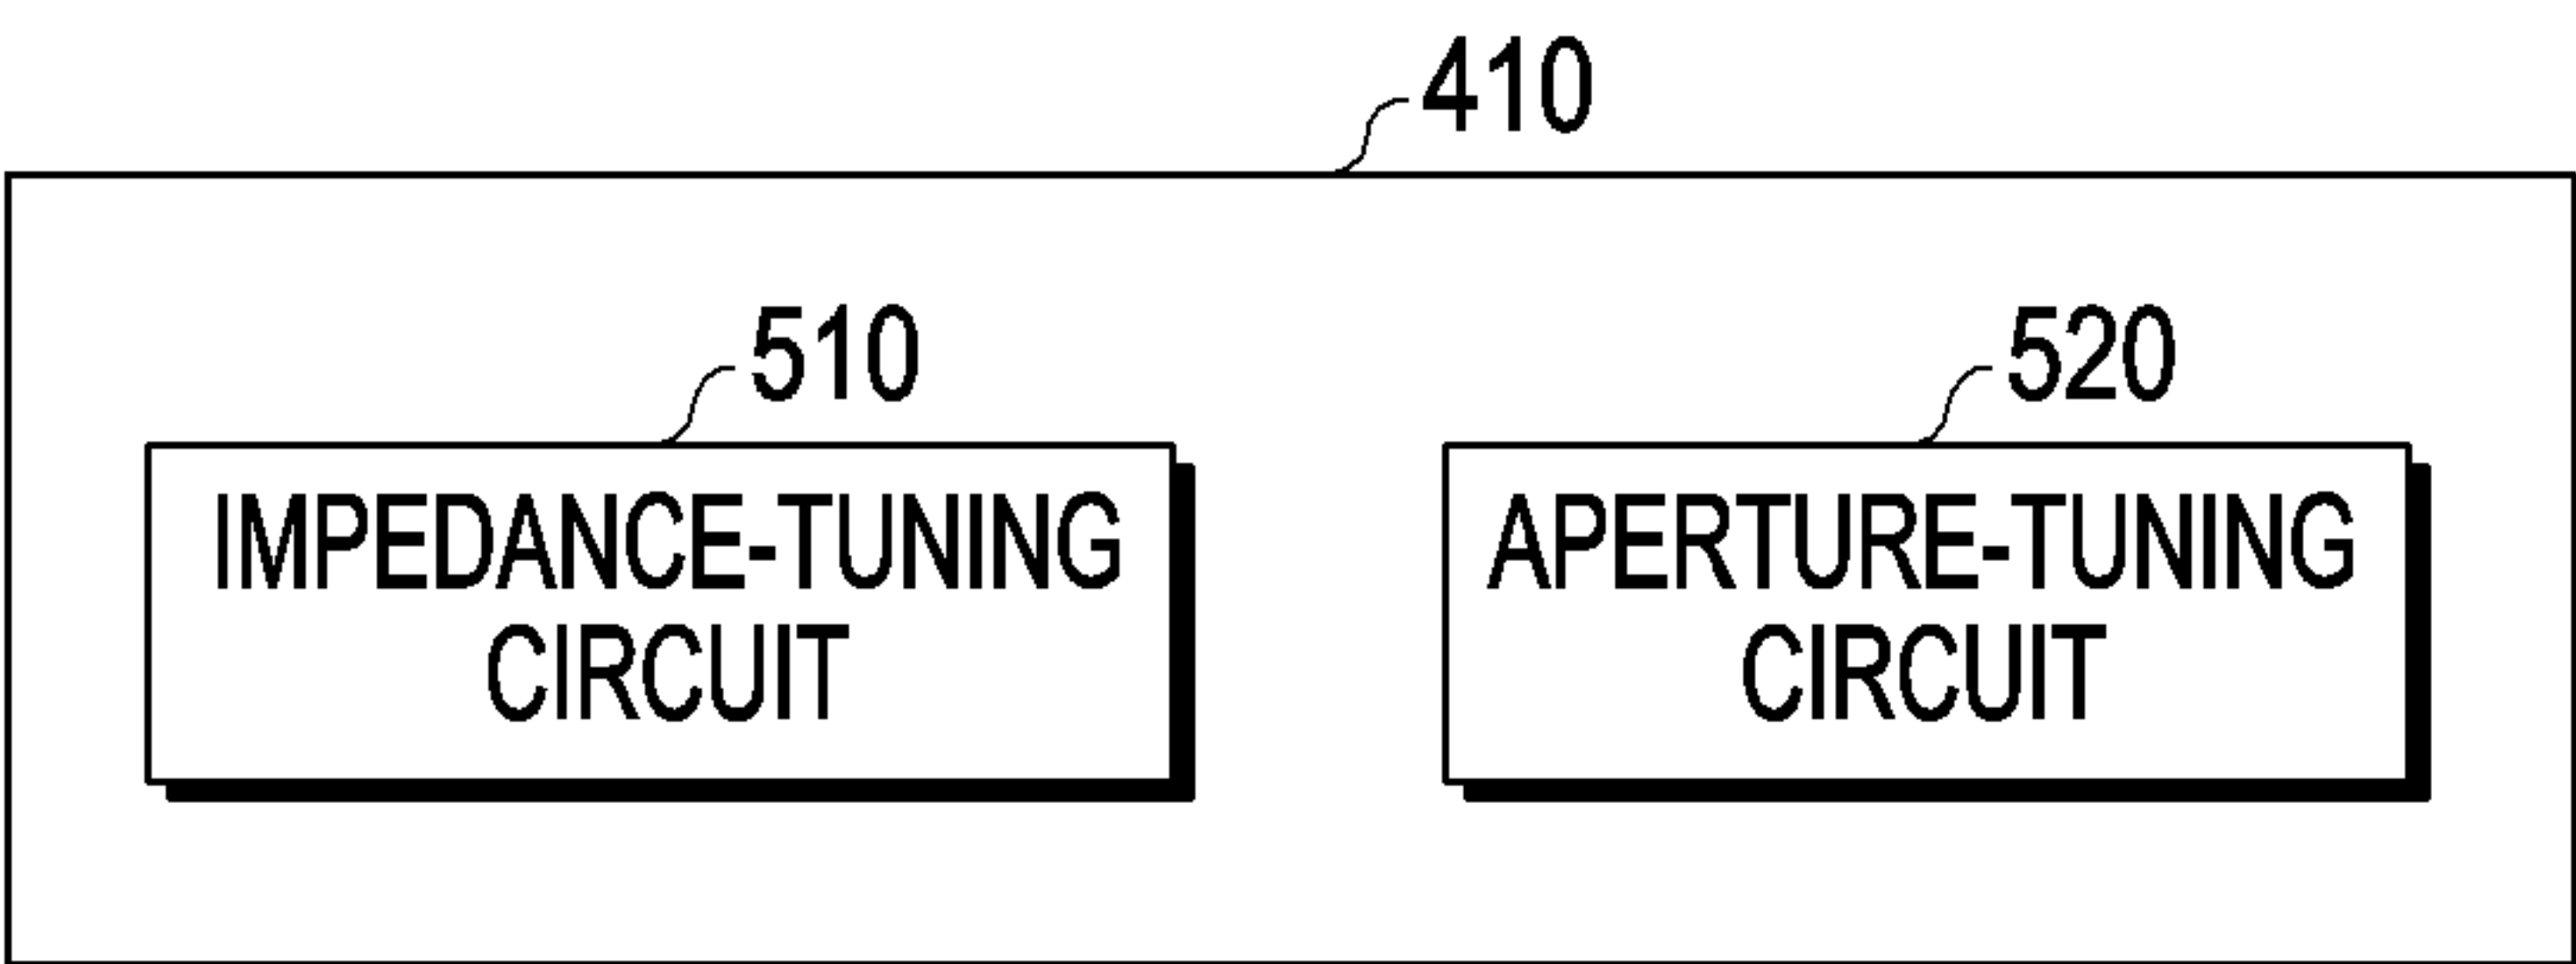 410
510
520
IMPEDANCE-TUNING
CIRCUIT
APERTURE-TUNING
CIRCUIT